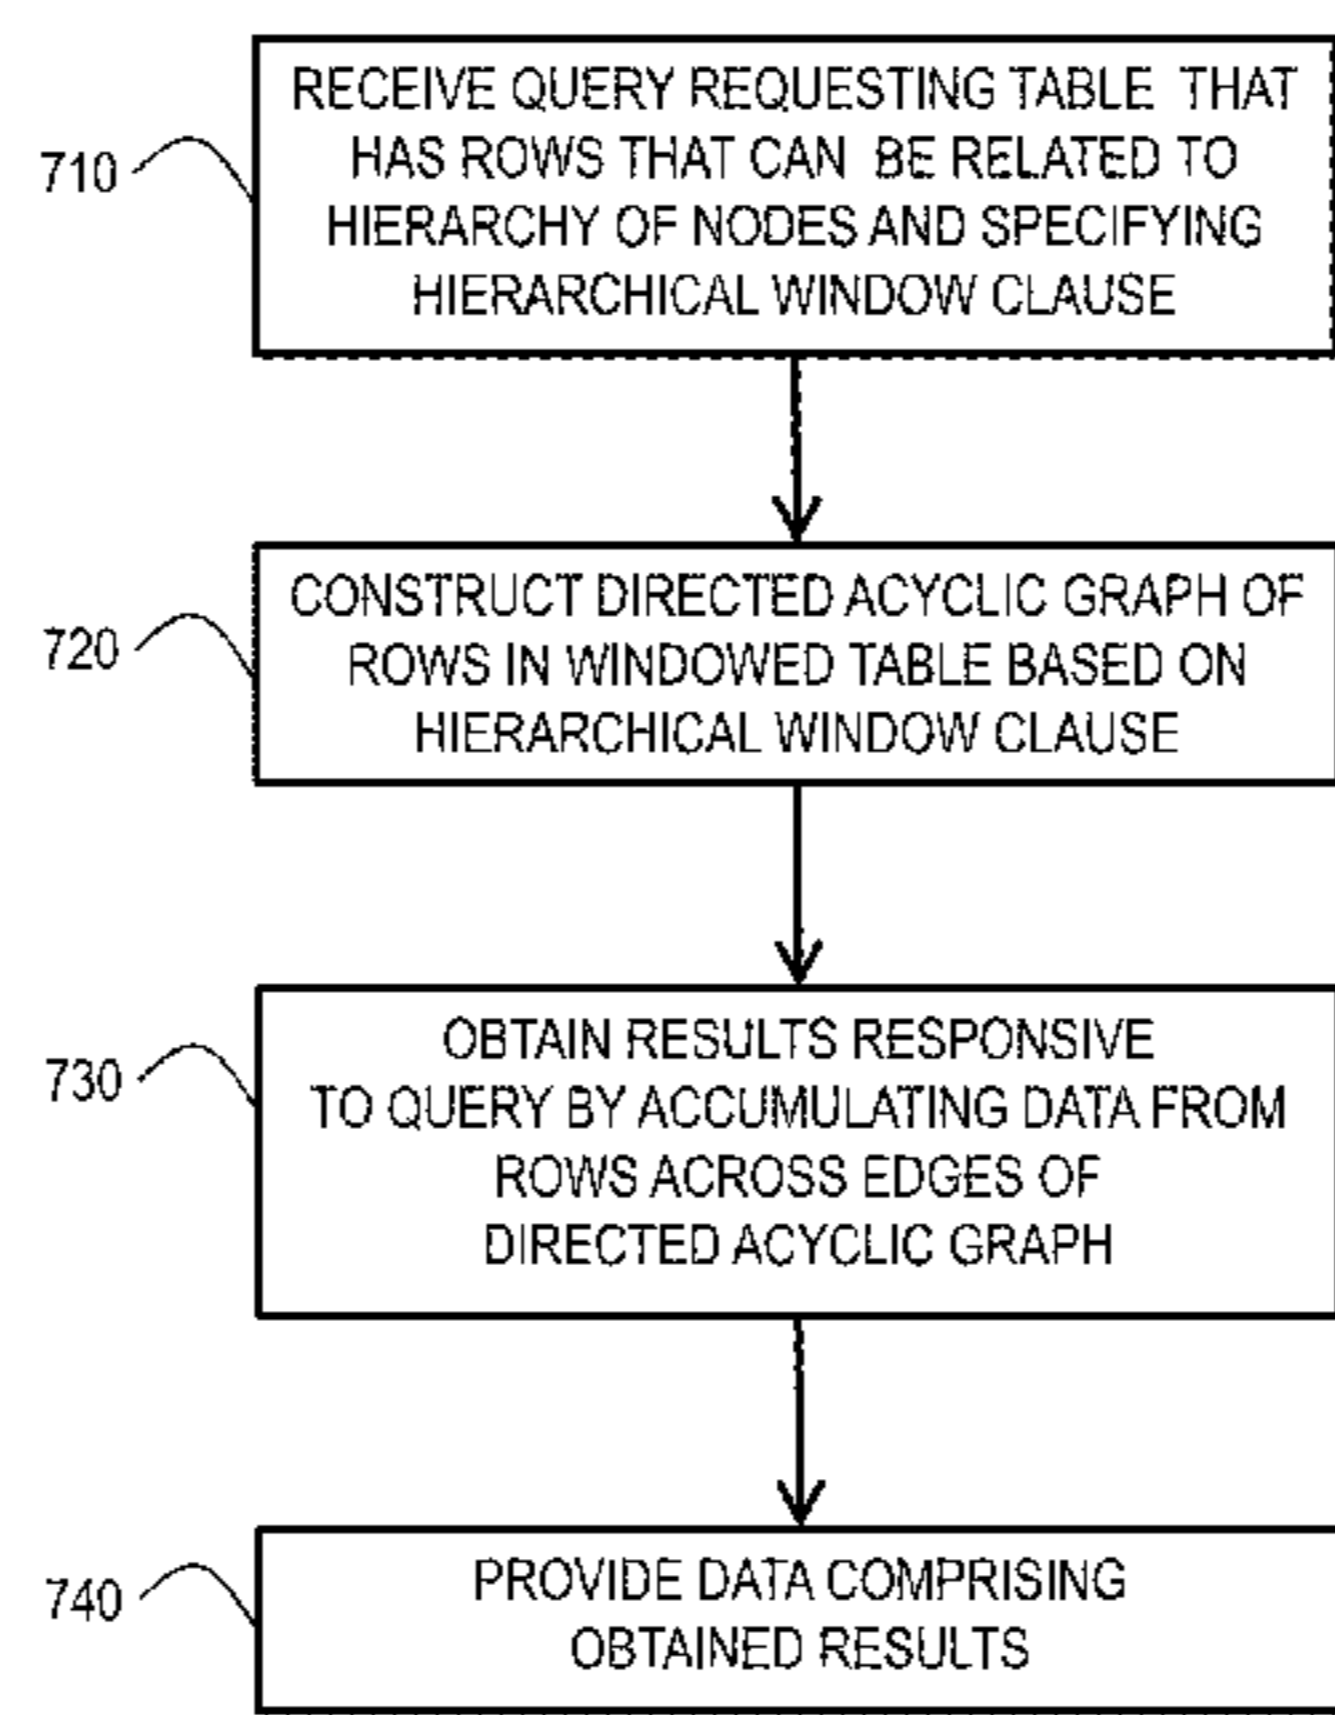 710
RECEIVE QUERY REQUESTING TABLE THAT
HAS ROWS THAT CAN BE RELATED TO
HIERARCHY OF NODES AND SPECIFYING
HIERARCHICAL WINDOW CLAUSE
720
CONSTRUCT DIRECTED ACYCLIC GRAPH OF
ROWS IN WINDOWED TABLE BASED ON
HIERARCHICAL WINDOW CLAUSE
730
OBTAIN RESULTS RESPONSIVE
TO QUERY BY ACCUMULATING DATA FROM
ROWS ACROSS EDGES OF
DIRECTED ACYCLIC GRAPH
740
PROVIDE DATA COMPRISING
OBTAINED RESULTS